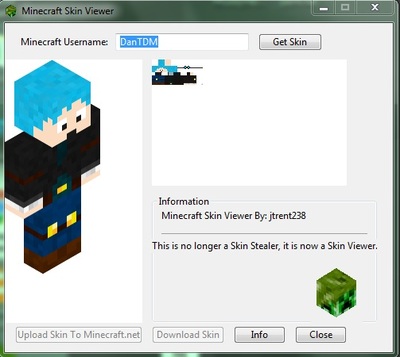 Minecraft Skin Viewer
Minecraft Username: DanTDM Get Skin
Information
Minecraft Skin Viewer By: jtrent238
This is no longer a Skin Stealer, it is now a Skin Viewer.
Upload Skin To Minecraft.net Download Skin Info Close